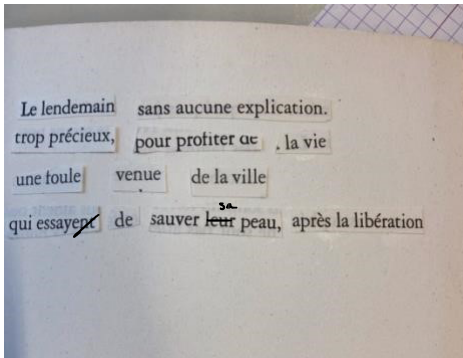 Le lendemain sans aucune explication.
trop précieux, pour profiter de . la vie
une foule venue de la ville
sa
qui essayent de sauver leur peau, après la libération